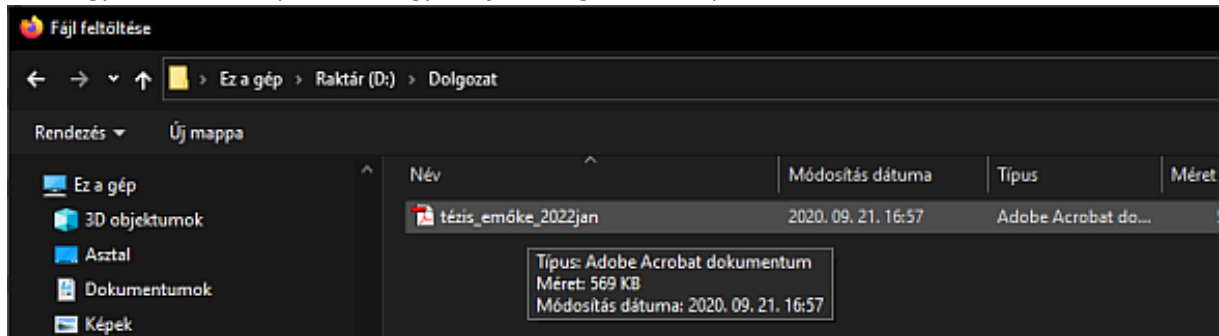 Fájl feltöltése
Ez a gép > Raktár (D:) > Dolgozat
Rendezés Új mappa
Név Módosítás dátuma Típus Méret
Ez a gép
tézis_emőke_2022jan 2020. 09. 21. 16:57 Adobe Acrobat do...
3D objektumok
Asztal
Dokumentumok
Képek
Típus: Adobe Acrobat dokumentum
Méret: 569 KB
Módosítás dátuma: 2020. 09. 21. 16:57